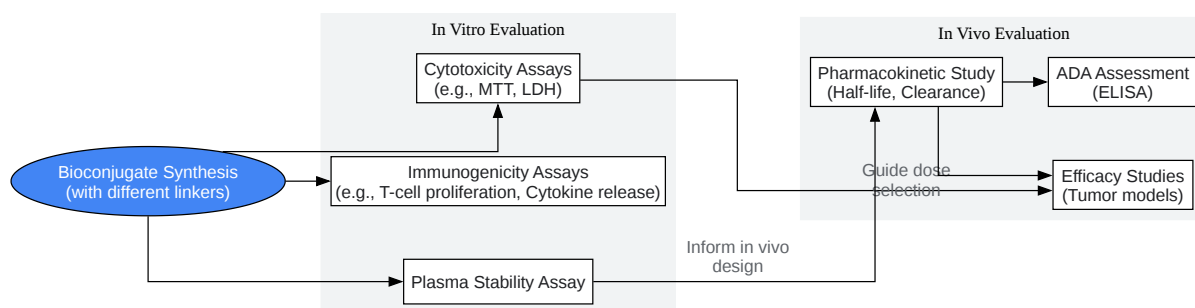 In Vitro Evaluation
Cytotoxicity Assays
(e.g., MTT, LDH)
Bioconjugate Synthesis
(with different linkers)
Immunogenicity Assays
(e.g., T-cell proliferation, Cytokine release)
Plasma Stability Assay
Inform in vivo
design
In Vivo Evaluation
Pharmacokinetic Study
(Half-life, Clearance)
ADA Assessment
(ELISA)
Guide dose
selection
Efficacy Studies
(Tumor models)